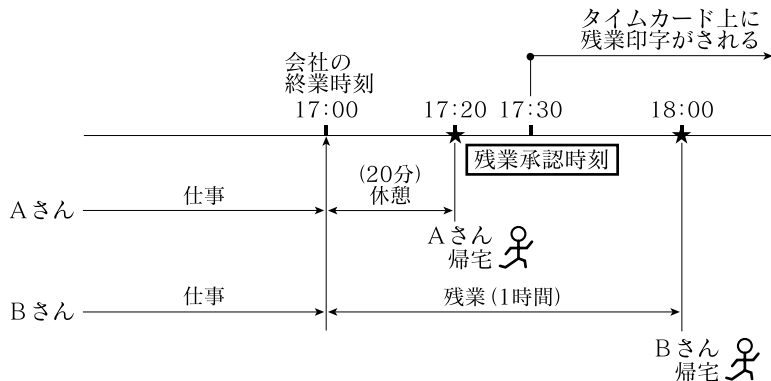 タイムカード上に
残業印字がされる
会社の
終業時刻
17:00
17:20
17:30
18:00
残業承認時刻
(20分)
仕事
休憩
Aさん
Aさん
帰宅
仕事
残業(1時間)
Bさん
Bさん
帰宅